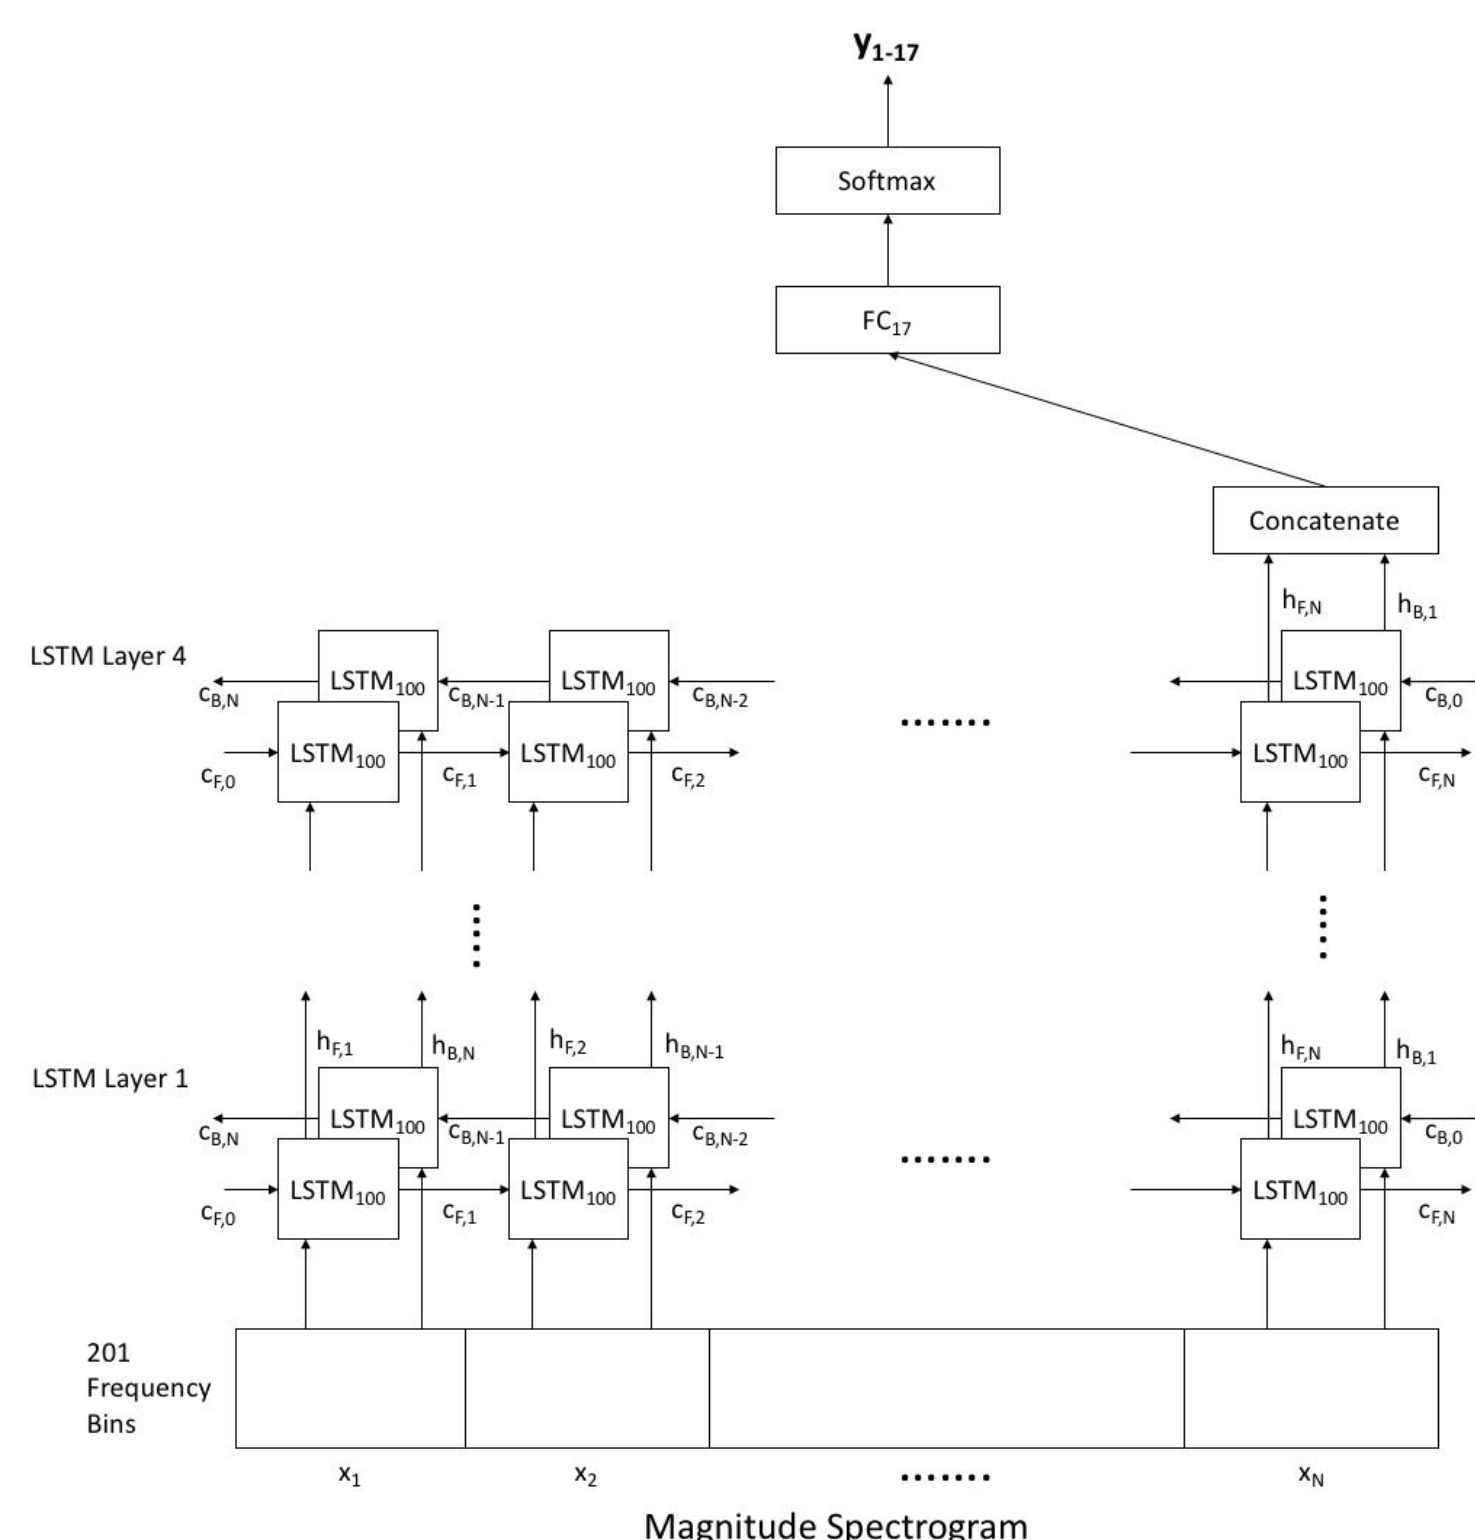 y1-17
Softmax
FC17
Concatenate
hF,N hB,1
LSTM Layer 4
LSTM100 LSTM100 LSTM100
cB,N cB,N-1 cB,N-2 cB,0
.......
LSTM100 LSTM100 LSTM100
cF,0 cF,1 cF,2 cF,N
hF,1 hB,N hF,2 hB,N-1 hF,N hB,1
LSTM Layer 1
LSTM100 LSTM100 LSTM100
cB,N cB,N-1 cB,N-2 cB,0
.......
LSTM100 LSTM100 LSTM100
cF,0 cF,1 cF,2 cF,N
201
Frequency
Bins
x1 x2 ....... xN
Magnitude Spectrogram